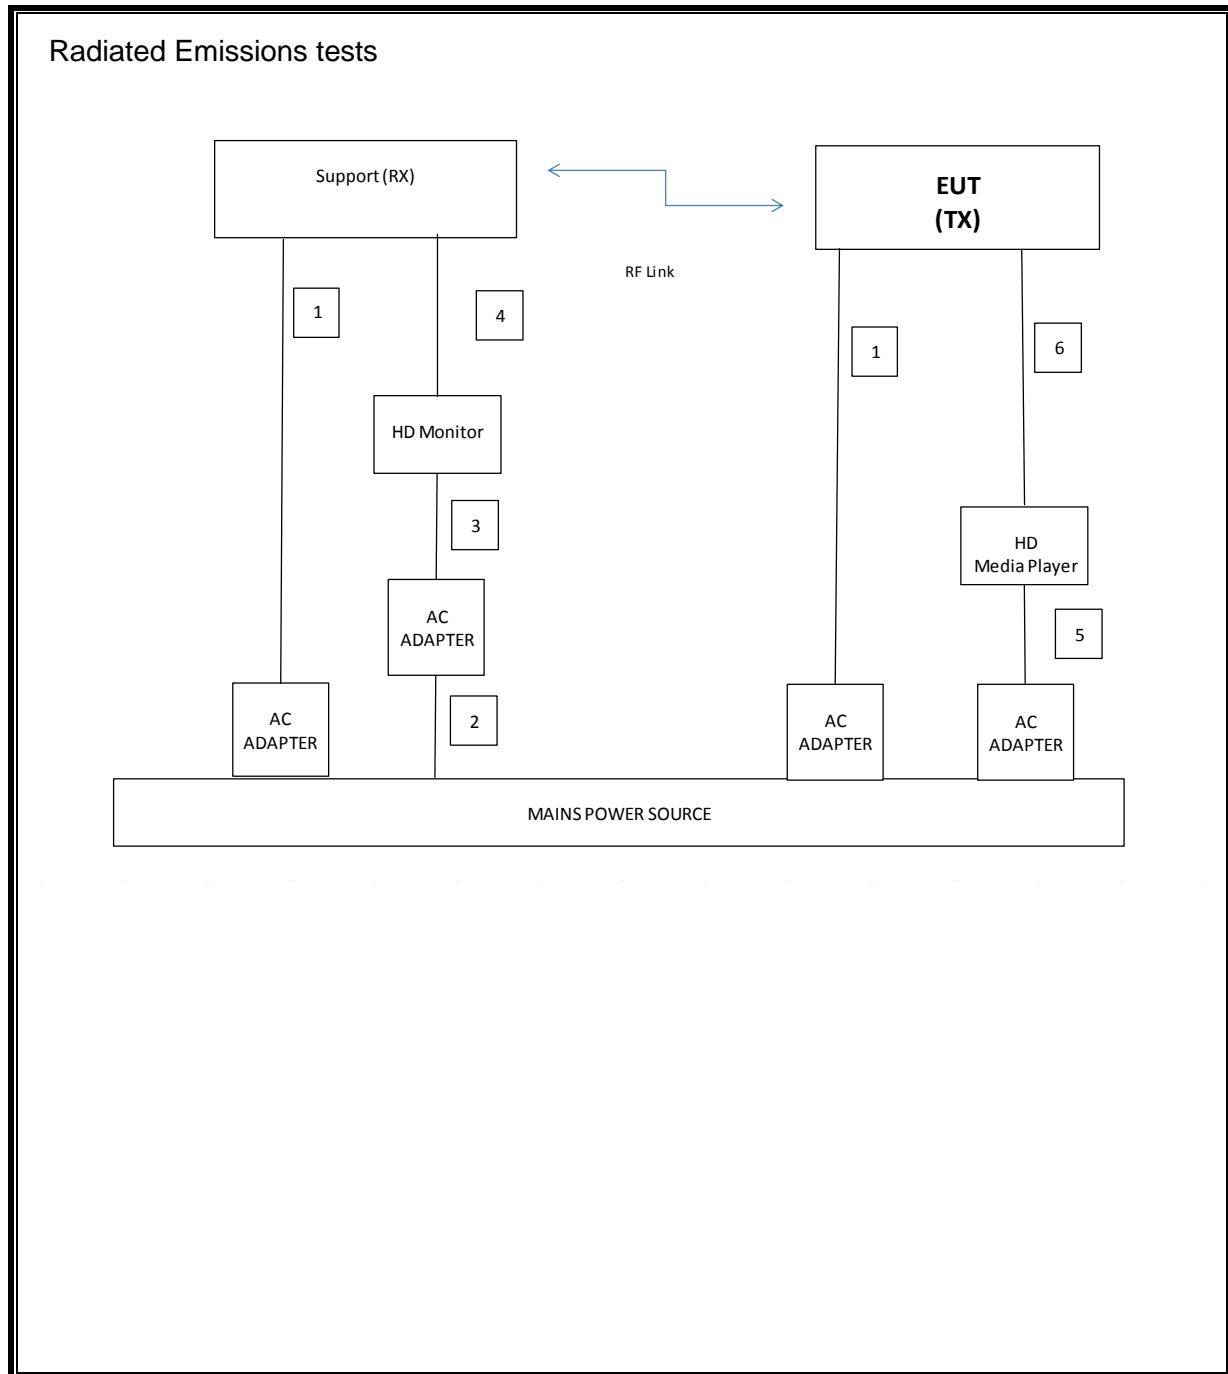 Radiated Emissions tests
Support (RX)
EUT
(TX)
RF Link
1
4
1
6
HD Monitor
3
HD
Media Player
AC
ADAPTER
5
2
AC
ADAPTER
AC
ADAPTER
AC
ADAPTER
MAINS POWER SOURCE